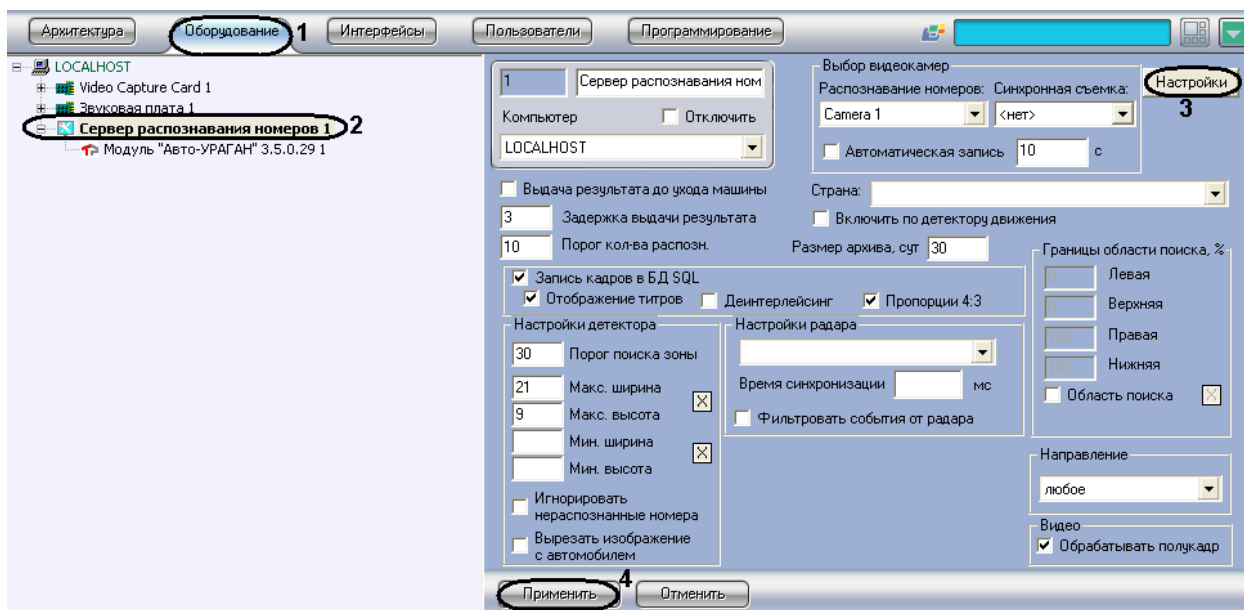 Архитектура
Оборудование
1
Интерфейсы
Пользователи
Программирование
LOCALHOST
Video Capture Card 1
Звуковая плата 1
Сервер распознавания номеров 1
2
Модуль "Авто-УРАГАН" 3.5.0.29 1
1
Сервер распознавания ном
Компьютер
Отключить
LOCALHOST
Выбор видеокамер
Распознавание номеров: Синхронная съемка:
Camera 1
<нет>
Автоматическая запись 10 с
Настройки
3
Выдача результата до ухода машины
3 Задержка выдачи результата
10 Порог кол-ва распозн.
Страна:
Включить по детектору движения
Размер архива, сут 30
Запись кадров в БД SQL
Отображение титров
Деинтерлейсинг
Пропорции 4:3
Границы области поиска, %
0 Левая
0 Верхняя
100 Правая
100 Нижняя
Область поиска
X
Настройки детектора
30 Порог поиска зоны
21 Макс. ширина
X
9 Макс. высота
Мин. ширина
X
Мин. высота
Игнорировать
нераспознанные номера
Вырезать изображение
с автомобилем
Настройки радара
Время синхронизации мс
Фильтровать события от радара
Направление
любое
Видео
Обрабатывать полукадр
Применить
4
Отменить